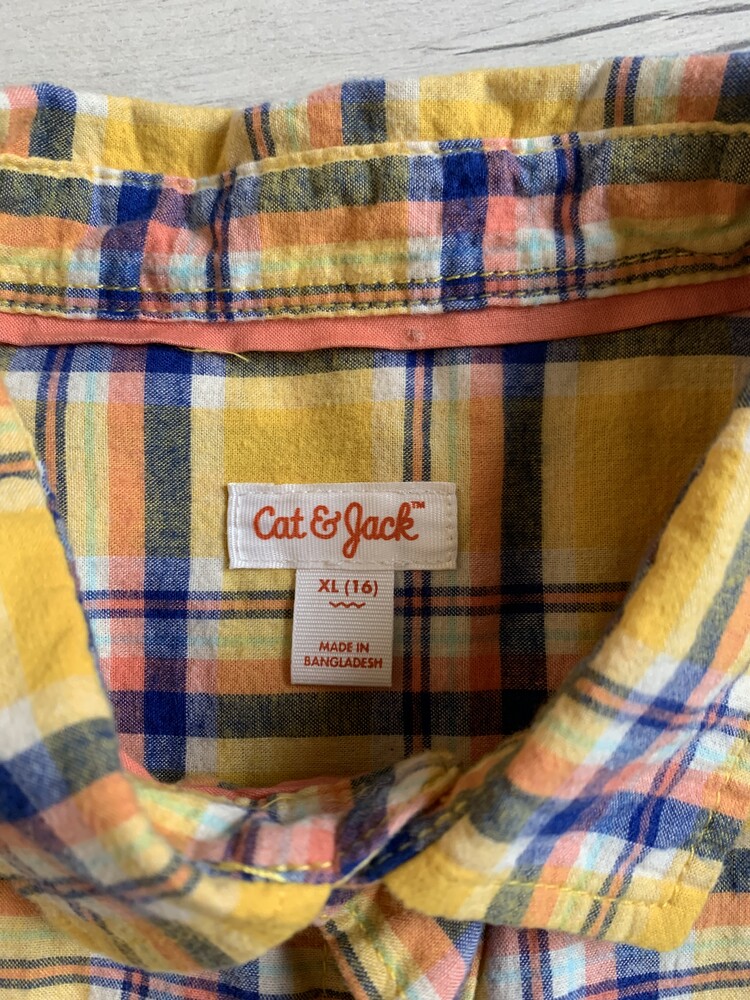 Cat & Jack™
XL (16)
MADE IN
BANGLADESH